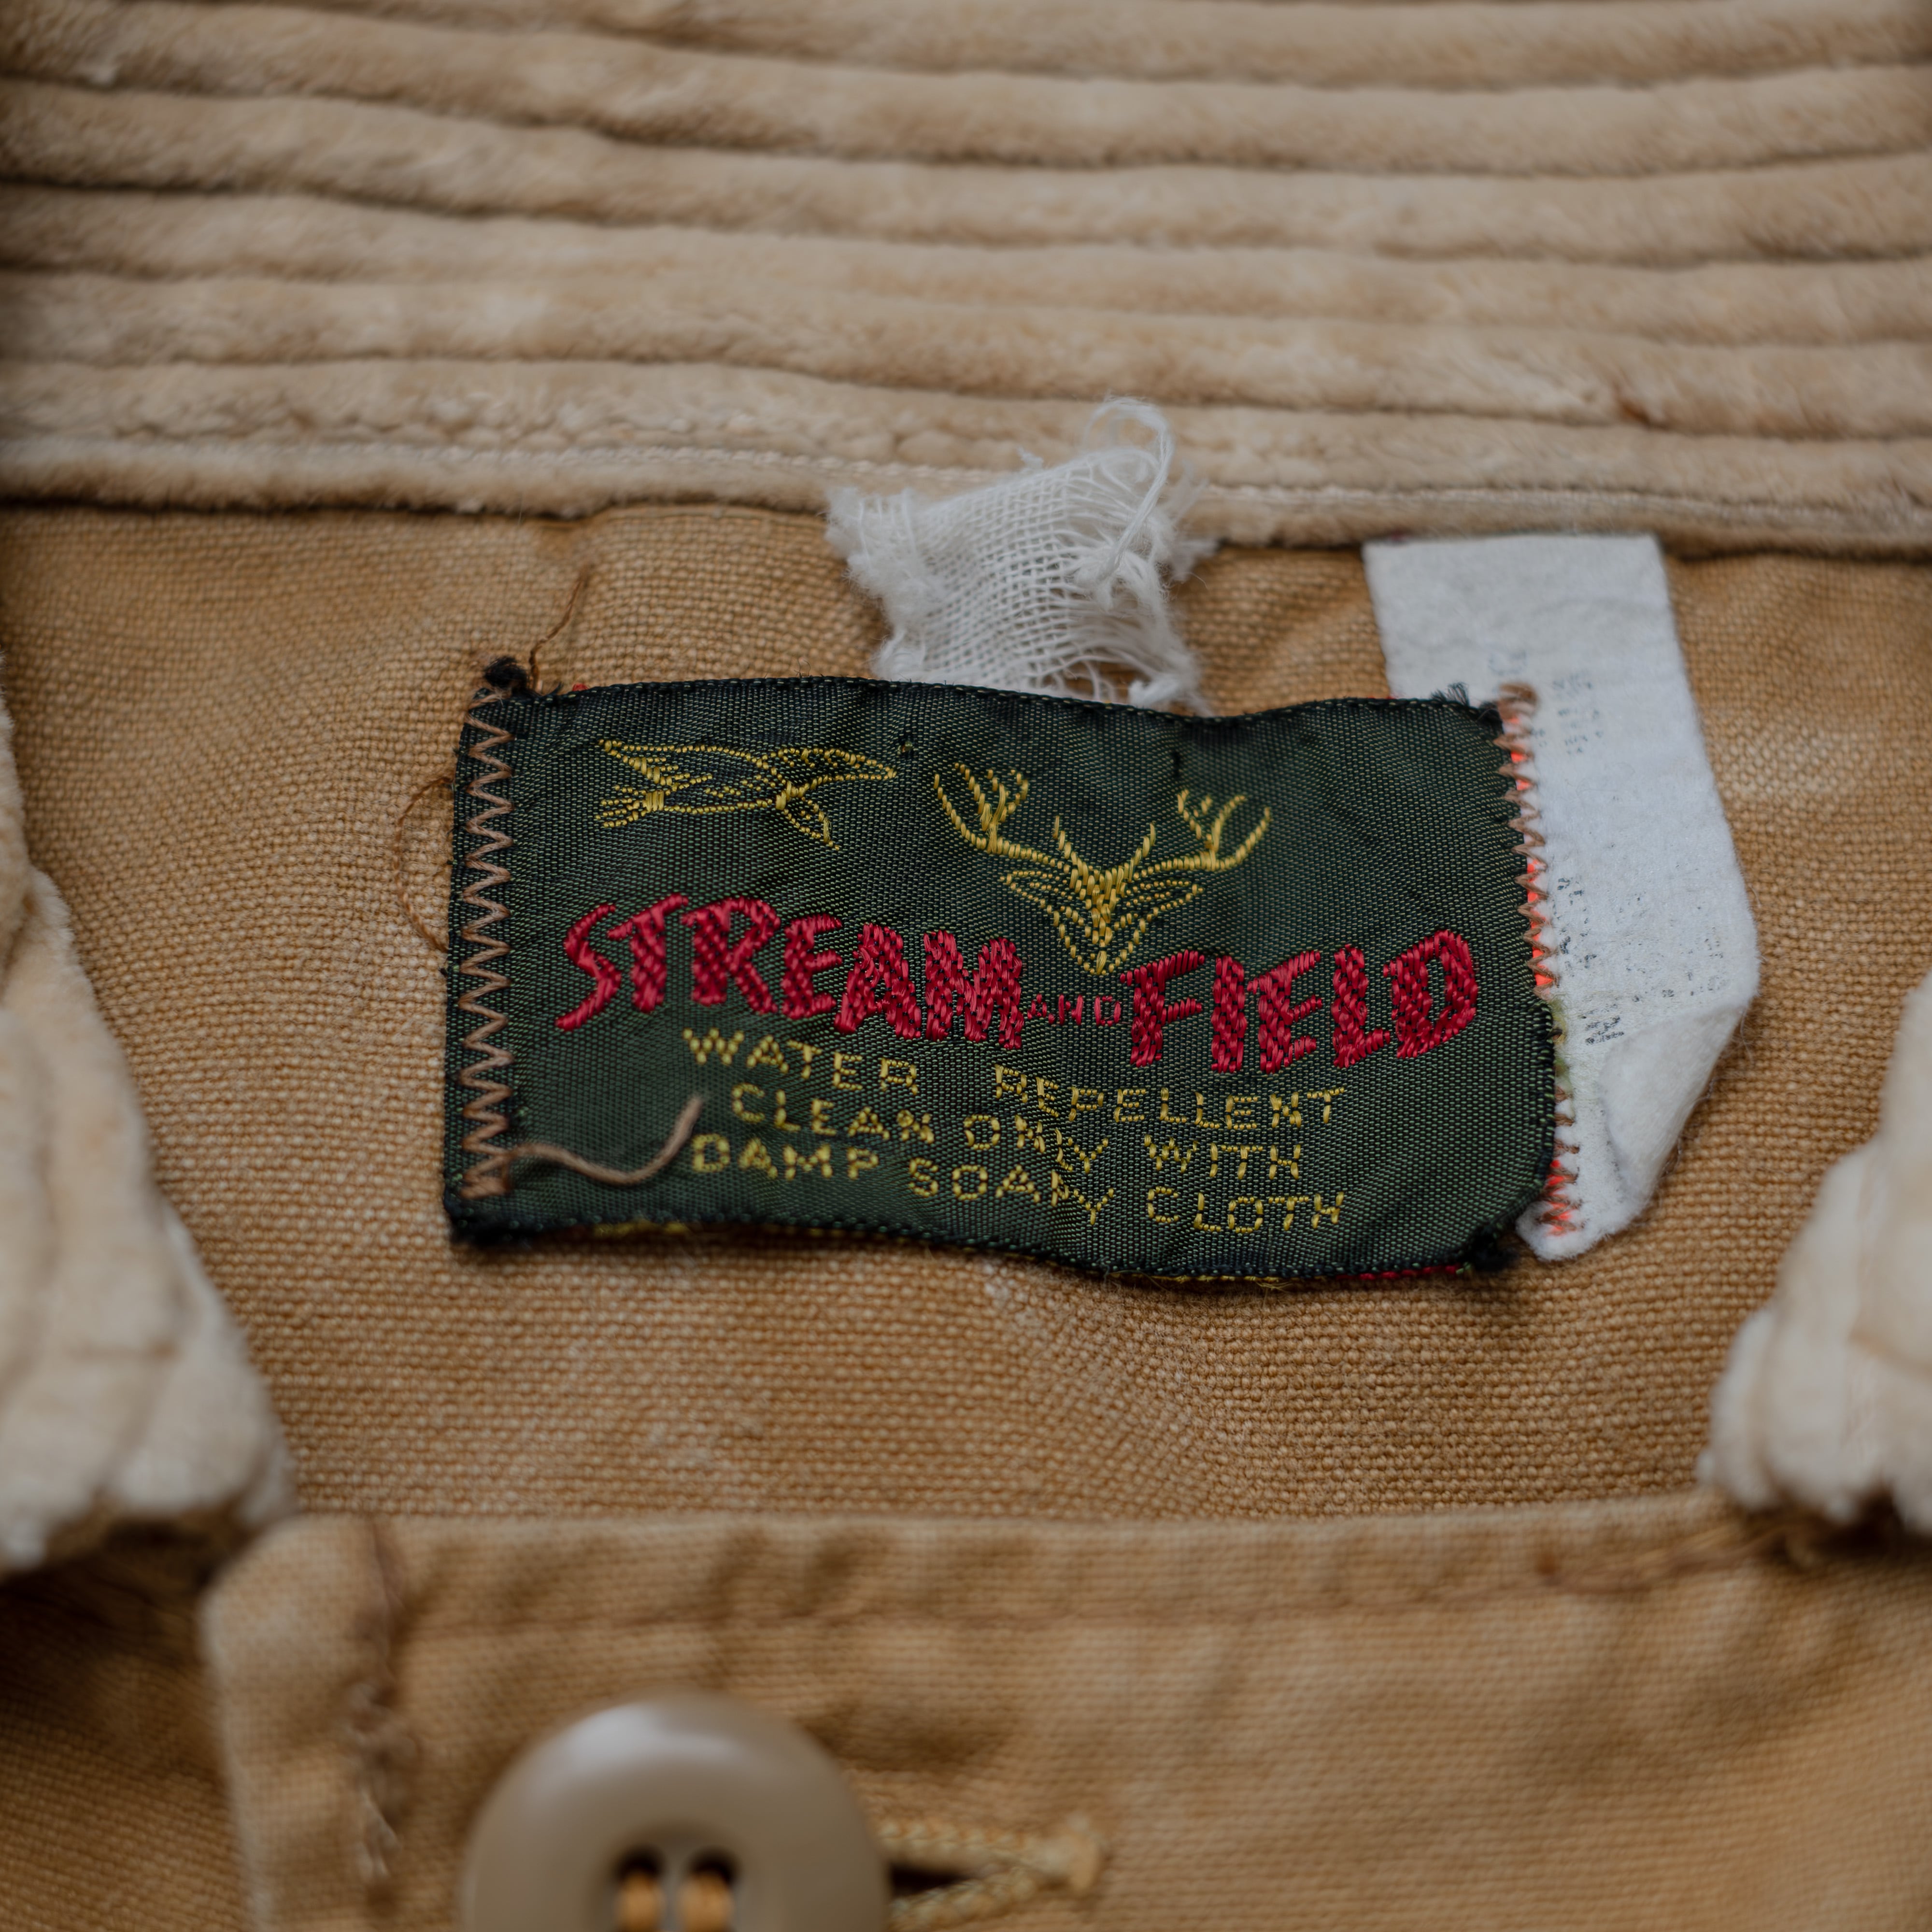 STREAM AND FIELD
WATER REPELLENT
CLEAN ONLY WITH
DAMP SOAPY CLOTH